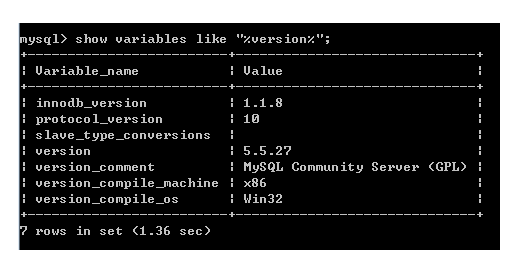 mysql> show variables like "%version%";
+-------------------------+------------------------------+
| Variable_name           | Value                        |
+-------------------------+------------------------------+
| innodb_version          | 1.1.8                        |
| protocol_version        | 10                           |
| slave_type_conversions  |                              |
| version                 | 5.5.27                       |
| version_comment         | MySQL Community Server (GPL) |
| version_compile_machine | x86                          |
| version_compile_os      | Win32                        |
+-------------------------+------------------------------+
7 rows in set (1.36 sec)